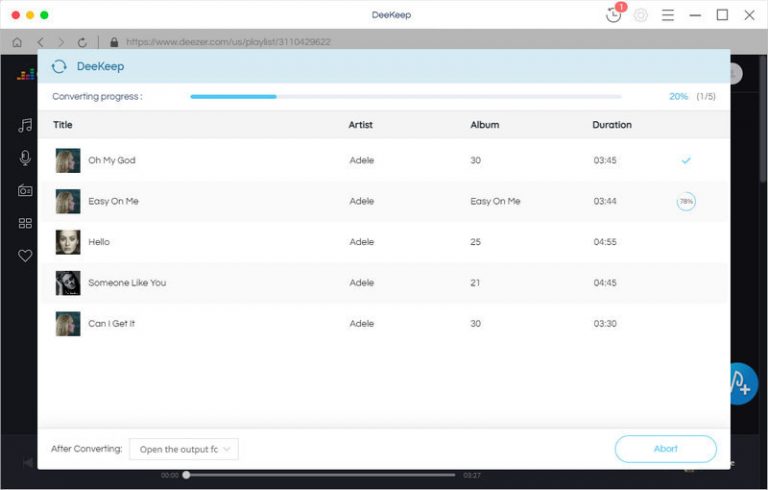 DeeKeep
1
https://www.deezer.com/us/playlist/3110429622
DeeKeep
Converting progress :
20% (1/5)
Title Artist Album Duration
Oh My God Adele 30 03:45
Easy On Me Adele Easy On Me 03:44 78%
Hello Adele 25 04:55
Someone Like You Adele 21 04:45
Can I Get It Adele 30 03:30
After Converting: Open the output fc Abort
00:00 03:27